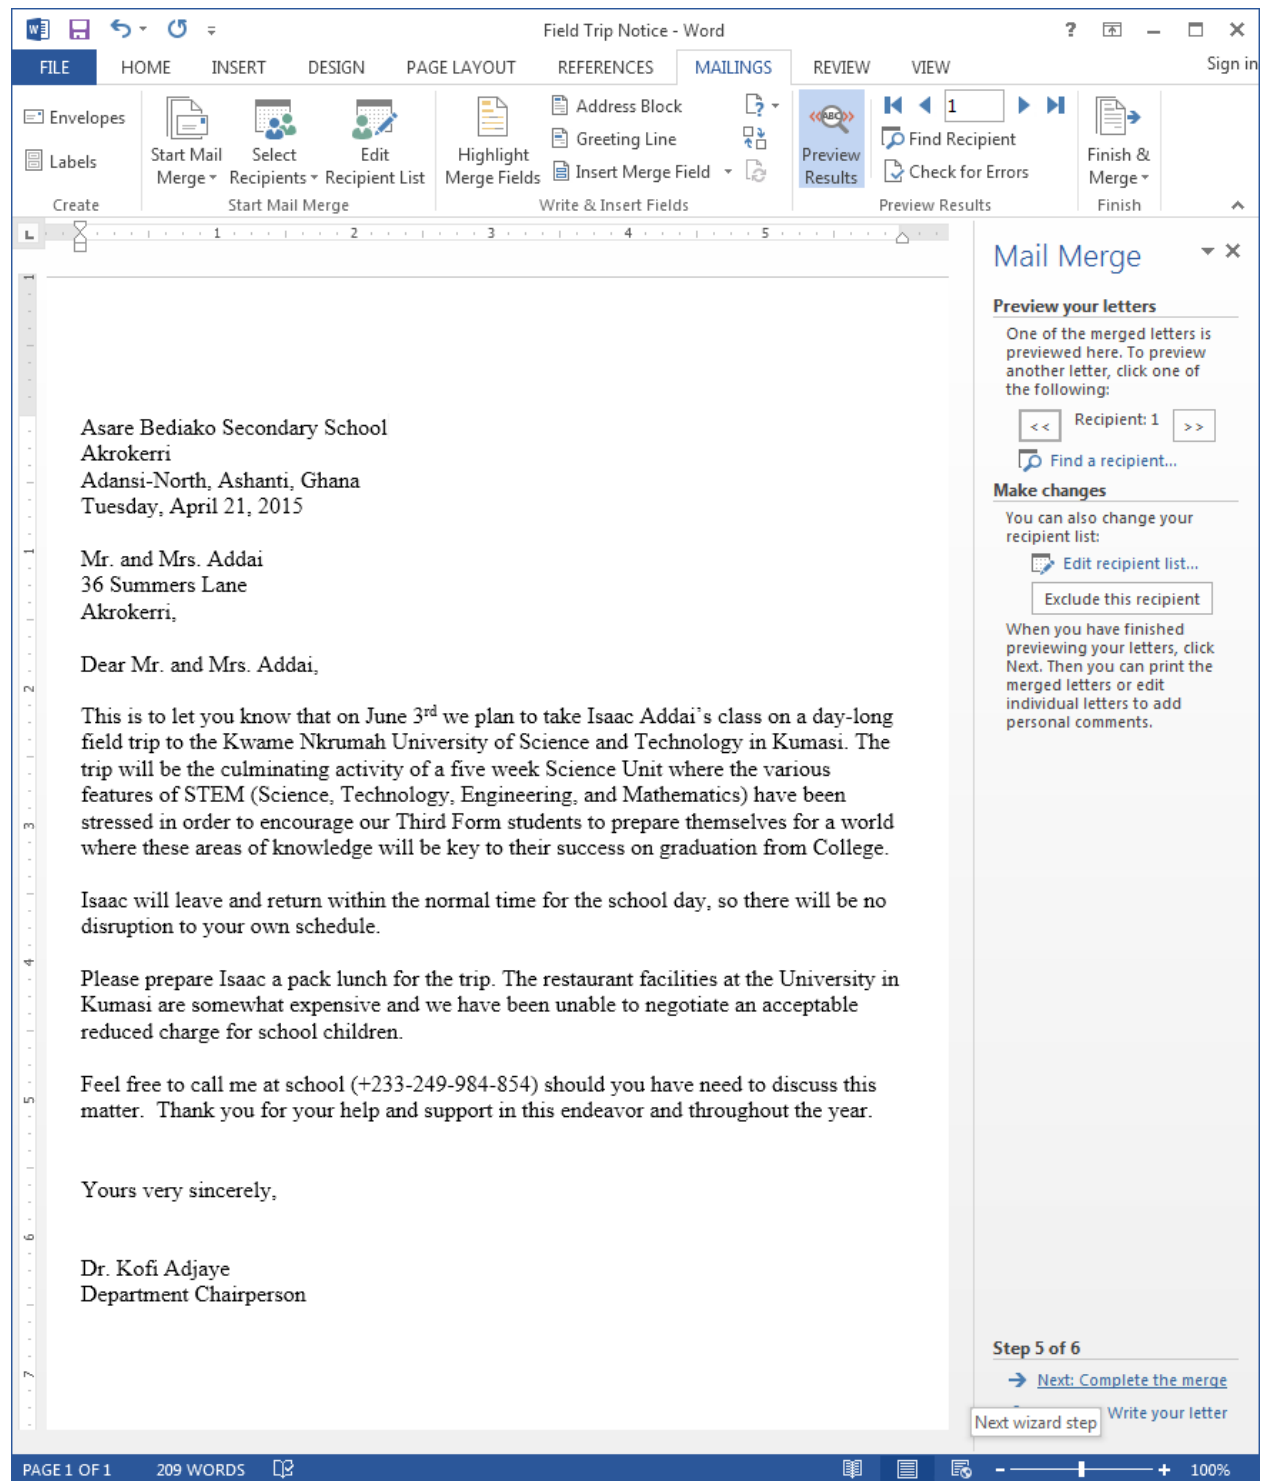 Field Trip Notice - Word
?
FILE HOME INSERT DESIGN PAGE LAYOUT REFERENCES MAILINGS REVIEW VIEW Sign in
Envelopes
Labels
Create
Start Mail Merge
Select Recipients
Edit Recipient List
Start Mail Merge
Highlight Merge Fields
Address Block
Greeting Line
Insert Merge Field
Write & Insert Fields
«ABC»
Preview Results
1
Find Recipient
Check for Errors
Preview Results
Finish & Merge
Finish
L
1 2 3 4 5
Asare Bediako Secondary School
Akrokerri
Adansi-North, Ashanti, Ghana
Tuesday, April 21, 2015
Mr. and Mrs. Addai
36 Summers Lane
Akrokerri,
Dear Mr. and Mrs. Addai,
This is to let you know that on June 3rd we plan to take Isaac Addai's class on a day-long
field trip to the Kwame Nkrumah University of Science and Technology in Kumasi. The
trip will be the culminating activity of a five week Science Unit where the various
features of STEM (Science, Technology, Engineering, and Mathematics) have been
stressed in order to encourage our Third Form students to prepare themselves for a world
where these areas of knowledge will be key to their success on graduation from College.
Isaac will leave and return within the normal time for the school day, so there will be no
disruption to your own schedule.
Please prepare Isaac a pack lunch for the trip. The restaurant facilities at the University in
Kumasi are somewhat expensive and we have been unable to negotiate an acceptable
reduced charge for school children.
Feel free to call me at school (+233-249-984-854) should you have need to discuss this
matter.  Thank you for your help and support in this endeavor and throughout the year.
Yours very sincerely,
Dr. Kofi Adjaye
Department Chairperson
1
1
2
3
4
5
6
7
Mail Merge
Preview your letters
One of the merged letters is
previewed here. To preview
another letter, click one of
the following:
<< Recipient: 1 >>
Find a recipient...
Make changes
You can also change your
recipient list:
Edit recipient list...
Exclude this recipient
When you have finished
previewing your letters, click
Next. Then you can print the
merged letters or edit
individual letters to add
personal comments.
Step 5 of 6
Next: Complete the merge
Write your letter
Next wizard step
PAGE 1 OF 1 209 WORDS 100%